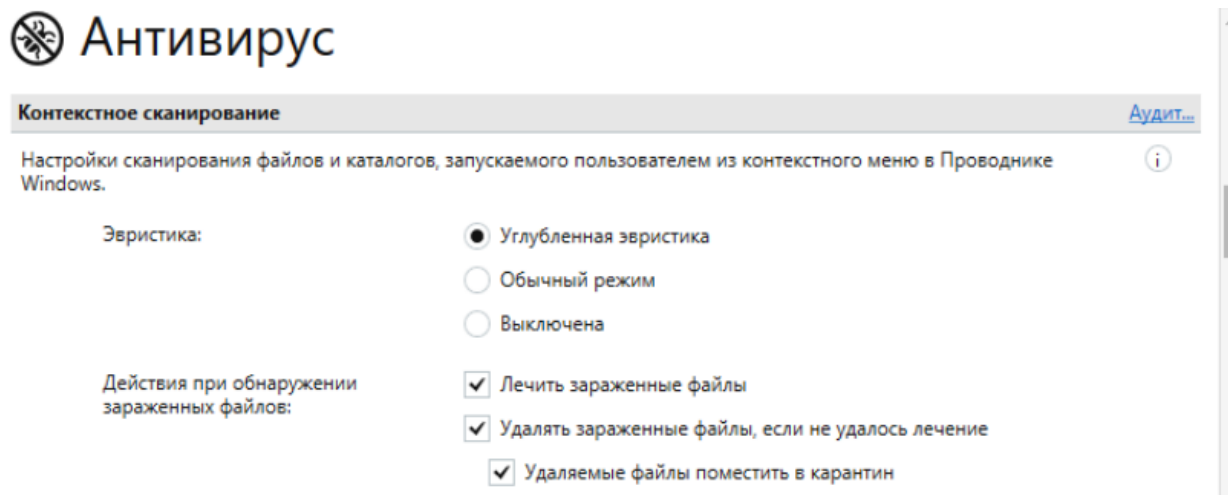 Антивирус
Контекстное сканирование Аудит...
Настройки сканирования файлов и каталогов, запускаемого пользователем из контекстного меню в Проводнике
Windows.
Эвристика: Углубленная эвристика
Обычный режим
Выключена
Действия при обнаружении
зараженных файлов: Лечить зараженные файлы
Удалять зараженные файлы, если не удалось лечение
Удаляемые файлы поместить в карантин